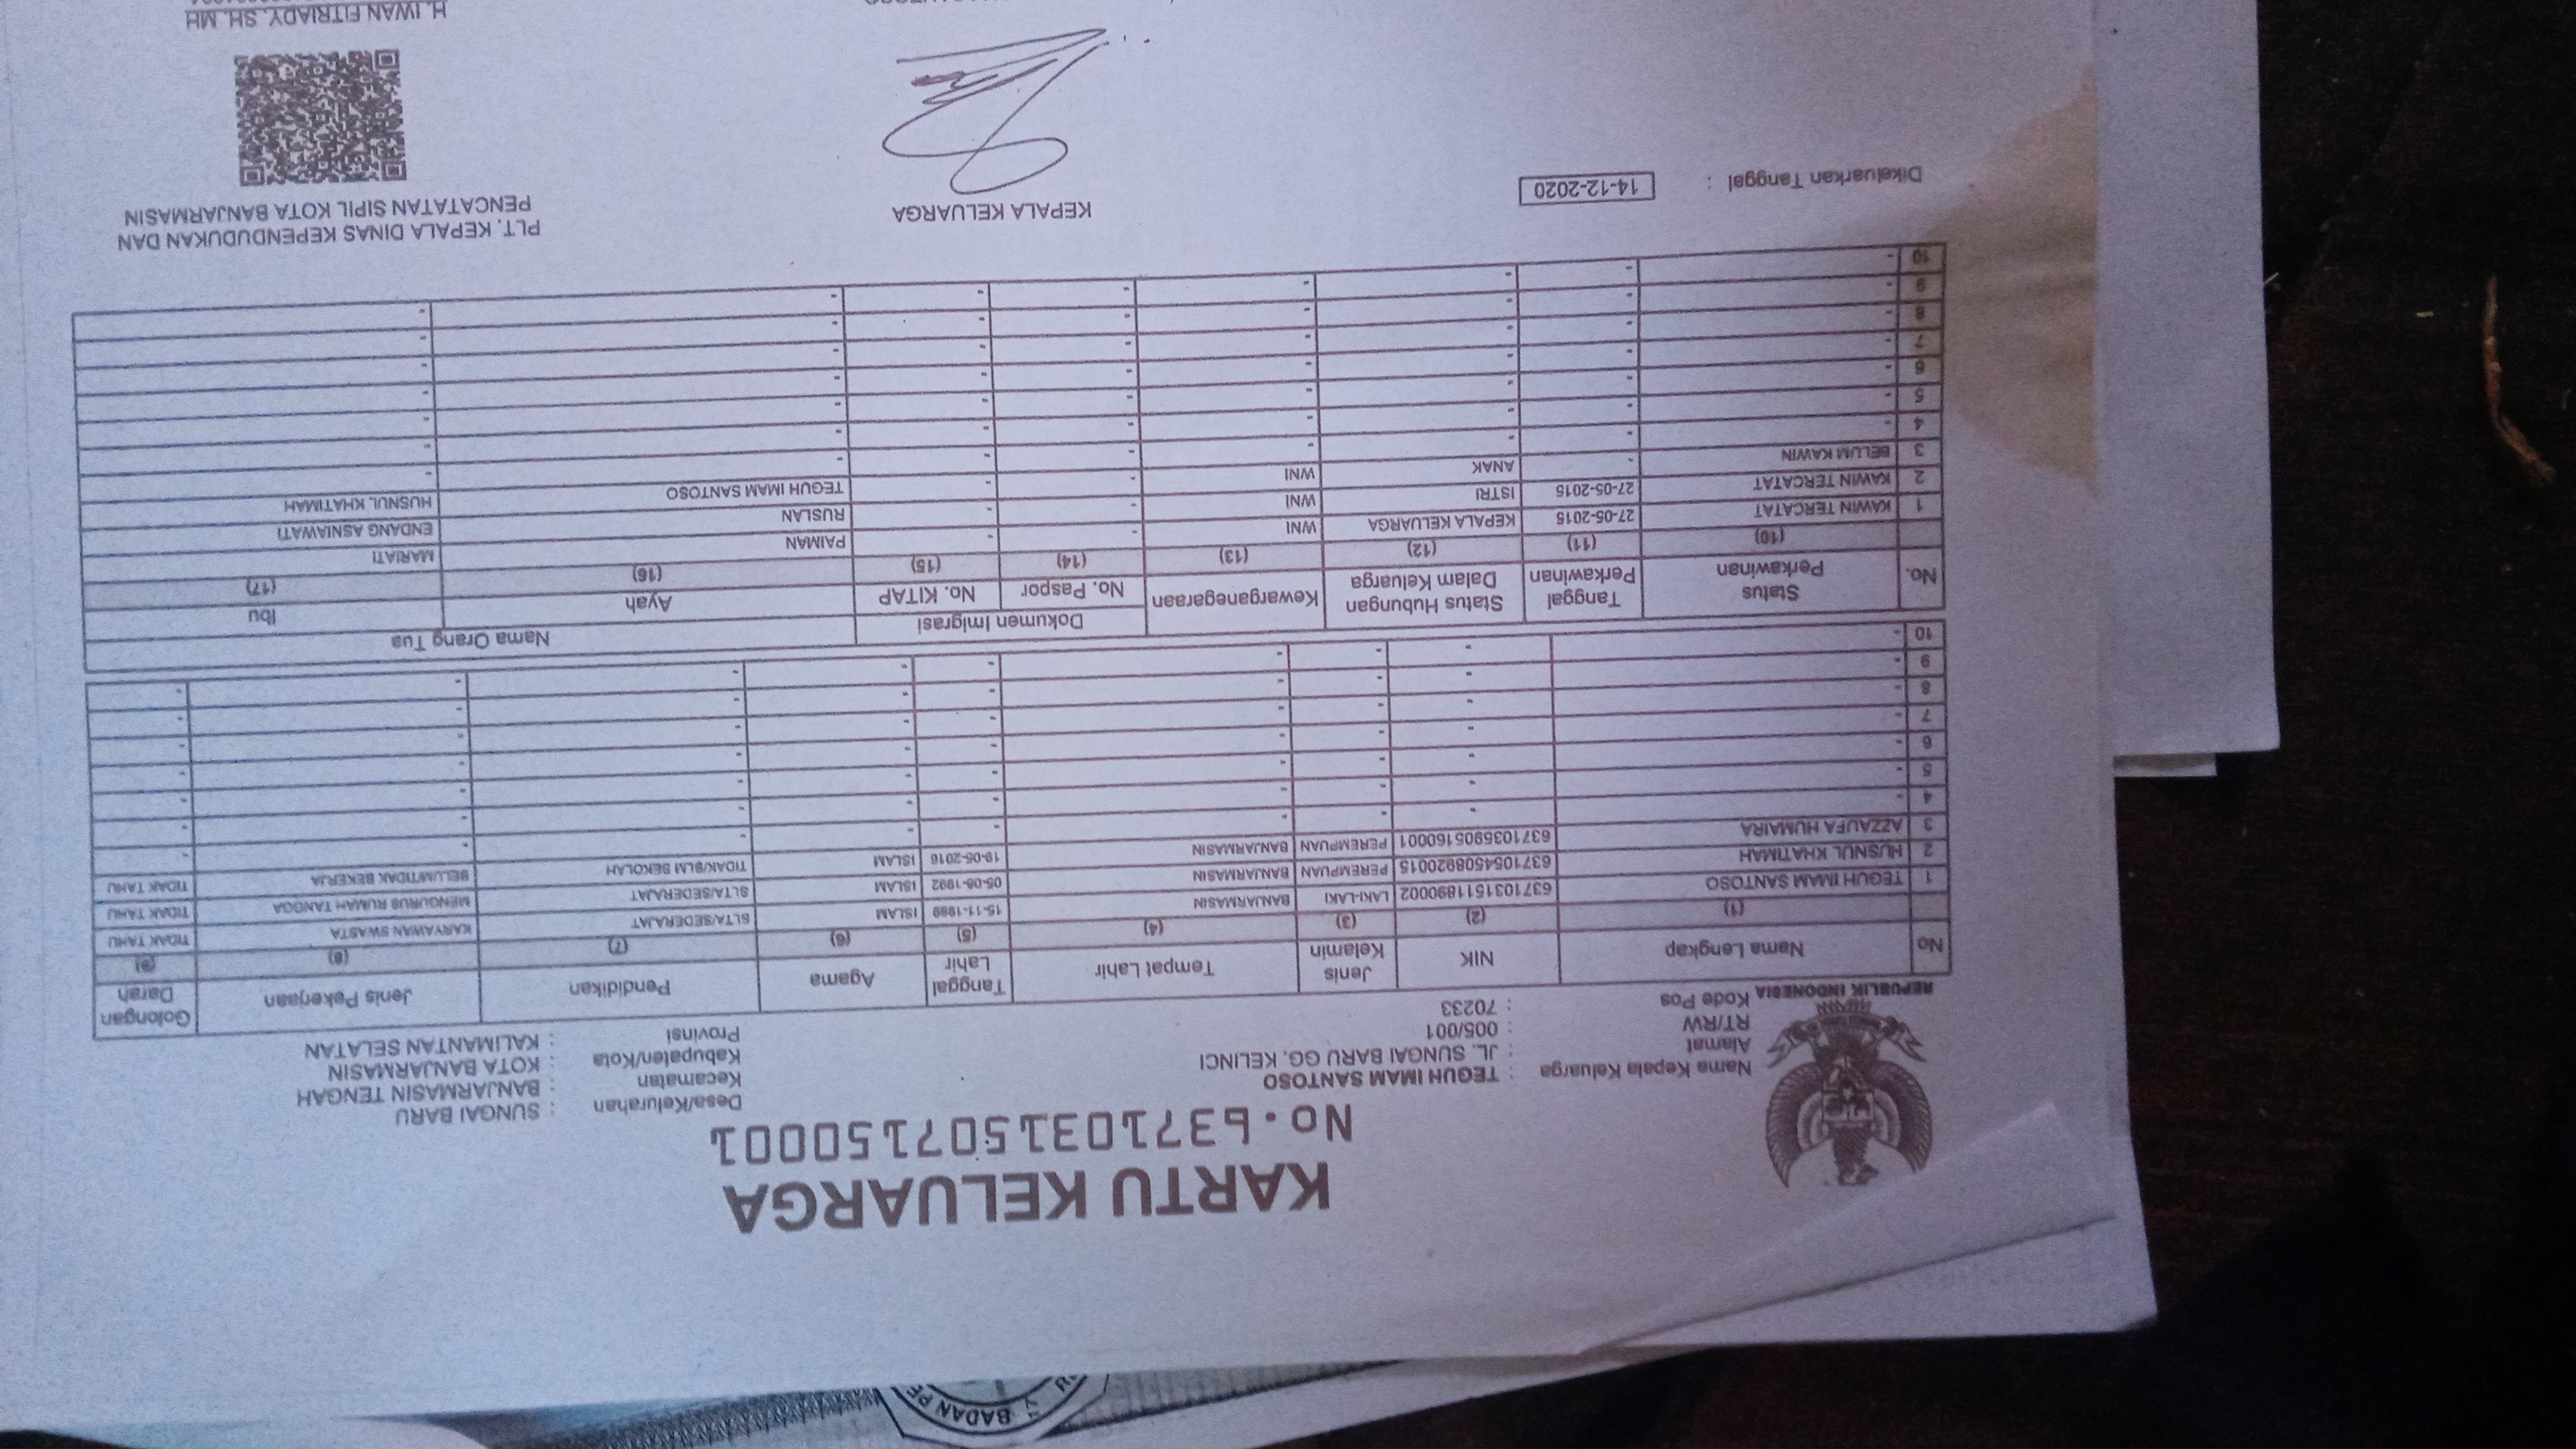 KARTU KELUARGA
No. 6371031507150001
Nama Kepala Keluarga : TEGUH IMAM SANTOSO
Alamat : JL. SUNGAI BARU GG. KELINCI
RT/RW : 005/001
Kode Pos : 70233
REPUBLIK INDONESIA
Desa/Kelurahan : SUNGAI BARU
Kecamatan : BANJARMASIN TENGAH
Kabupaten/Kota : KOTA BANJARMASIN
Provinsi : KALIMANTAN SELATAN
No Nama Lengkap NIK Jenis Kelamin Tempat Lahir Tanggal Lahir Agama Pendidikan Jenis Pekerjaan Golongan Darah
(1) (2) (3) (4) (5) (6) (7) (8) (9)
1 TEGUH IMAM SANTOSO 6371031511890002 LAKI-LAKI BANJARMASIN 15-11-1989 ISLAM SLTA/SEDERAJAT KARYAWAN SWASTA TIDAK TAHU
2 HUSNUL KHATIMAH 6371054508920015 PEREMPUAN BANJARMASIN 05-08-1992 ISLAM SLTA/SEDERAJAT MENGURUS RUMAH TANGGA TIDAK TAHU
3 AZZAUFA HUMAIRA 6371035905160001 PEREMPUAN BANJARMASIN 19-05-2016 ISLAM TIDAK/BLM SEKOLAH BELUM/TIDAK BEKERJA TIDAK TAHU
4 - - - - - - - - -
5 - - - - - - - - -
6 - - - - - - - - -
7 - - - - - - - - -
8 - - - - - - - - -
9 - - - - - - - - -
10 - - - - - - - - -
No. Status Perkawinan Tanggal Perkawinan Status Hubungan Dalam Keluarga Kewarganegaraan Dokumen Imigrasi Nama Orang Tua
No. Paspor No. KITAP Ayah Ibu
(10) (11) (12) (13) (14) (15) (16) (17)
1 KAWIN TERCATAT 27-05-2015 KEPALA KELUARGA WNI - - PAIMAN MARIATI
2 KAWIN TERCATAT 27-05-2015 ISTRI WNI - - RUSLAN ENDANG ASNIAWATI
3 BELUM KAWIN - ANAK WNI - - TEGUH IMAM SANTOSO HUSNUL KHATIMAH
4 - - - - - - - -
5 - - - - - - - -
6 - - - - - - - -
7 - - - - - - - -
8 - - - - - - - -
9 - - - - - - - -
10 - - - - - - - -
Dikeluarkan Tanggal : 14-12-2020
KEPALA KELUARGA
PLT. KEPALA DINAS KEPENDUDUKAN DAN
PENCATATAN SIPIL KOTA BANJARMASIN
H. IWAN FITRIADY, SH. MH
BADAN